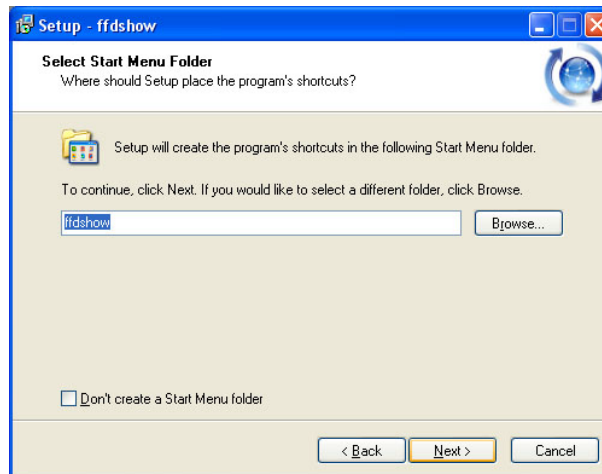 Setup - ffdshow
Select Start Menu Folder
Where should Setup place the program's shortcuts?
Setup will create the program's shortcuts in the following Start Menu folder.
To continue, click Next. If you would like to select a different folder, click Browse.
ffdshow
Browse...
Don't create a Start Menu folder
< Back
Next >
Cancel